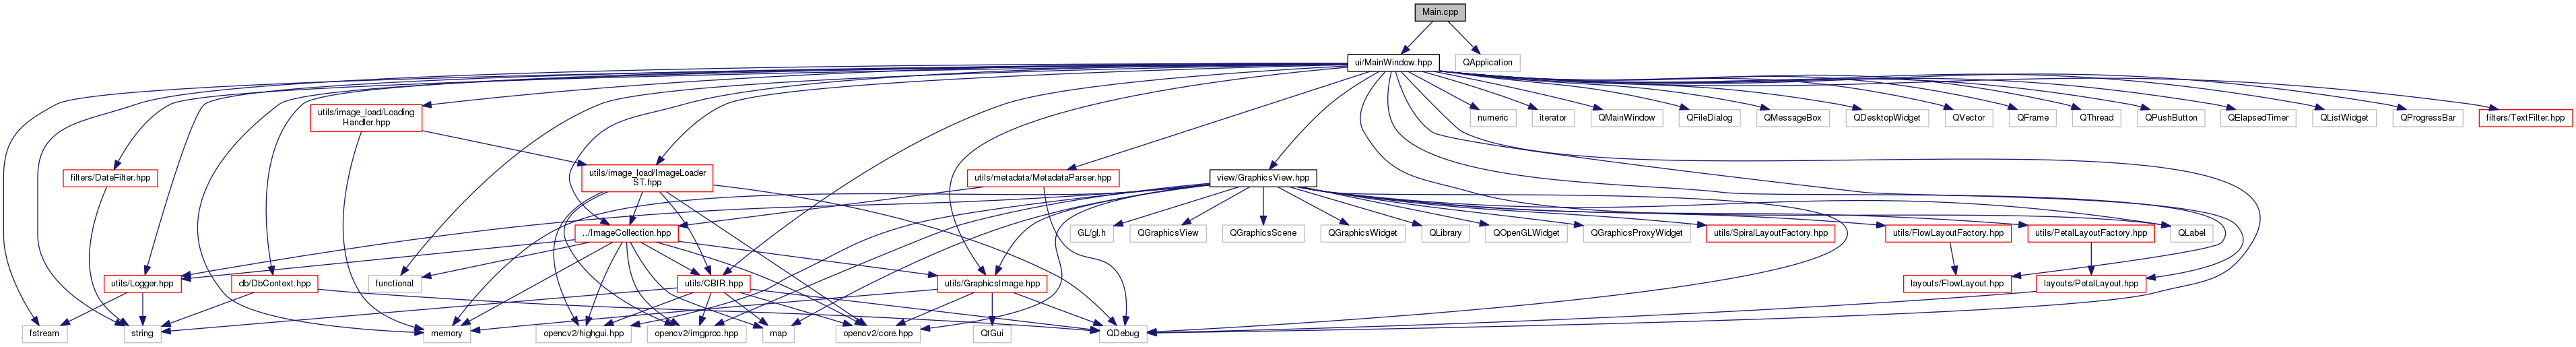 Main.cpp
ui/MainWindow.hpp
QApplication
utils/image_load/Loading
Handler.hpp
numeric
iterator
QMainWindow
QFileDialog
QMessageBox
QDesktopWidget
QVector
QFrame
QThread
QPushButton
QElapsedTimer
QListWidget
QProgressBar
filters/TextFilter.hpp
filters/DateFilter.hpp
utils/image_load/ImageLoader
ST.hpp
utils/metadata/MetadataParser.hpp
view/GraphicsView.hpp
../ImageCollection.hpp
GL/gl.h
QGraphicsView
QGraphicsScene
QGraphicsWidget
QLibrary
QOpenGLWidget
QGraphicsProxyWidget
utils/SpiralLayoutFactory.hpp
utils/FlowLayoutFactory.hpp
utils/PetalLayoutFactory.hpp
QLabel
utils/Logger.hpp
db/DbContext.hpp
functional
utils/CBIR.hpp
utils/GraphicsImage.hpp
layouts/FlowLayout.hpp
layouts/PetalLayout.hpp
fstream
string
memory
opencv2/highgui.hpp
opencv2/imgproc.hpp
map
opencv2/core.hpp
QtGui
QDebug